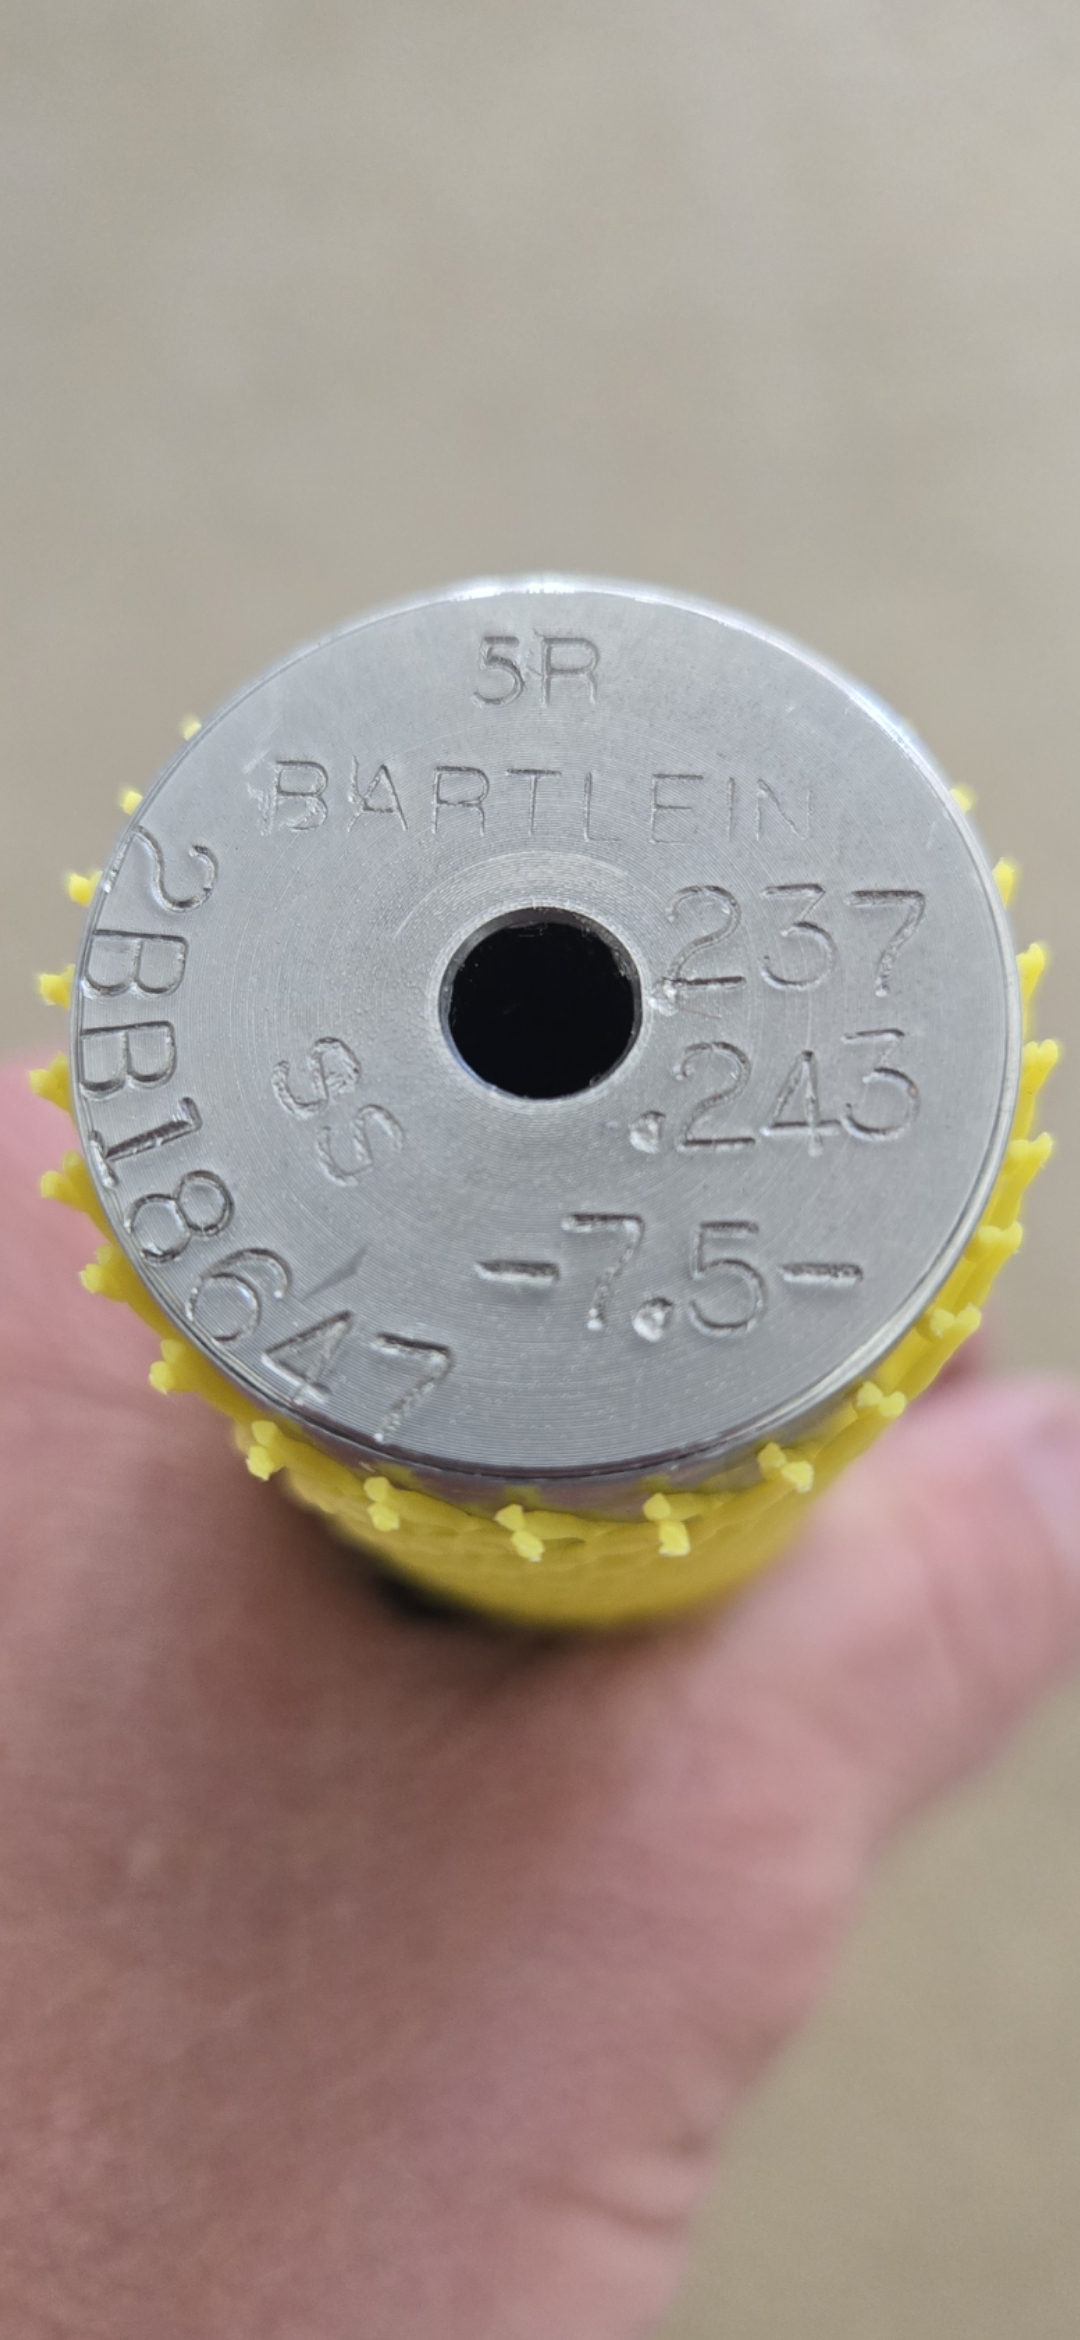 5R
BARTLEIN
.237
.243
-7.5-
SS
2BB18647